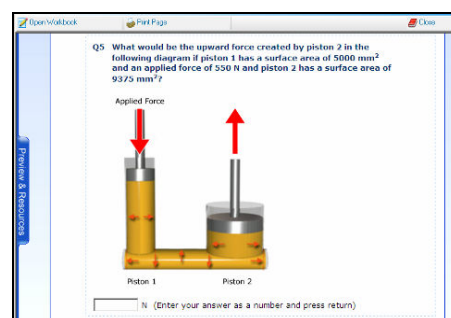 Open Workbook
Print Page
Close
Q5 What would be the upward force created by piston 2 in the
following diagram if piston 1 has a surface area of 5000 mm²
and an applied force of 550 N and piston 2 has a surface area of
9375 mm²?
Applied Force
Preview & Resources
Piston 1
Piston 2
N (Enter your answer as a number and press return)